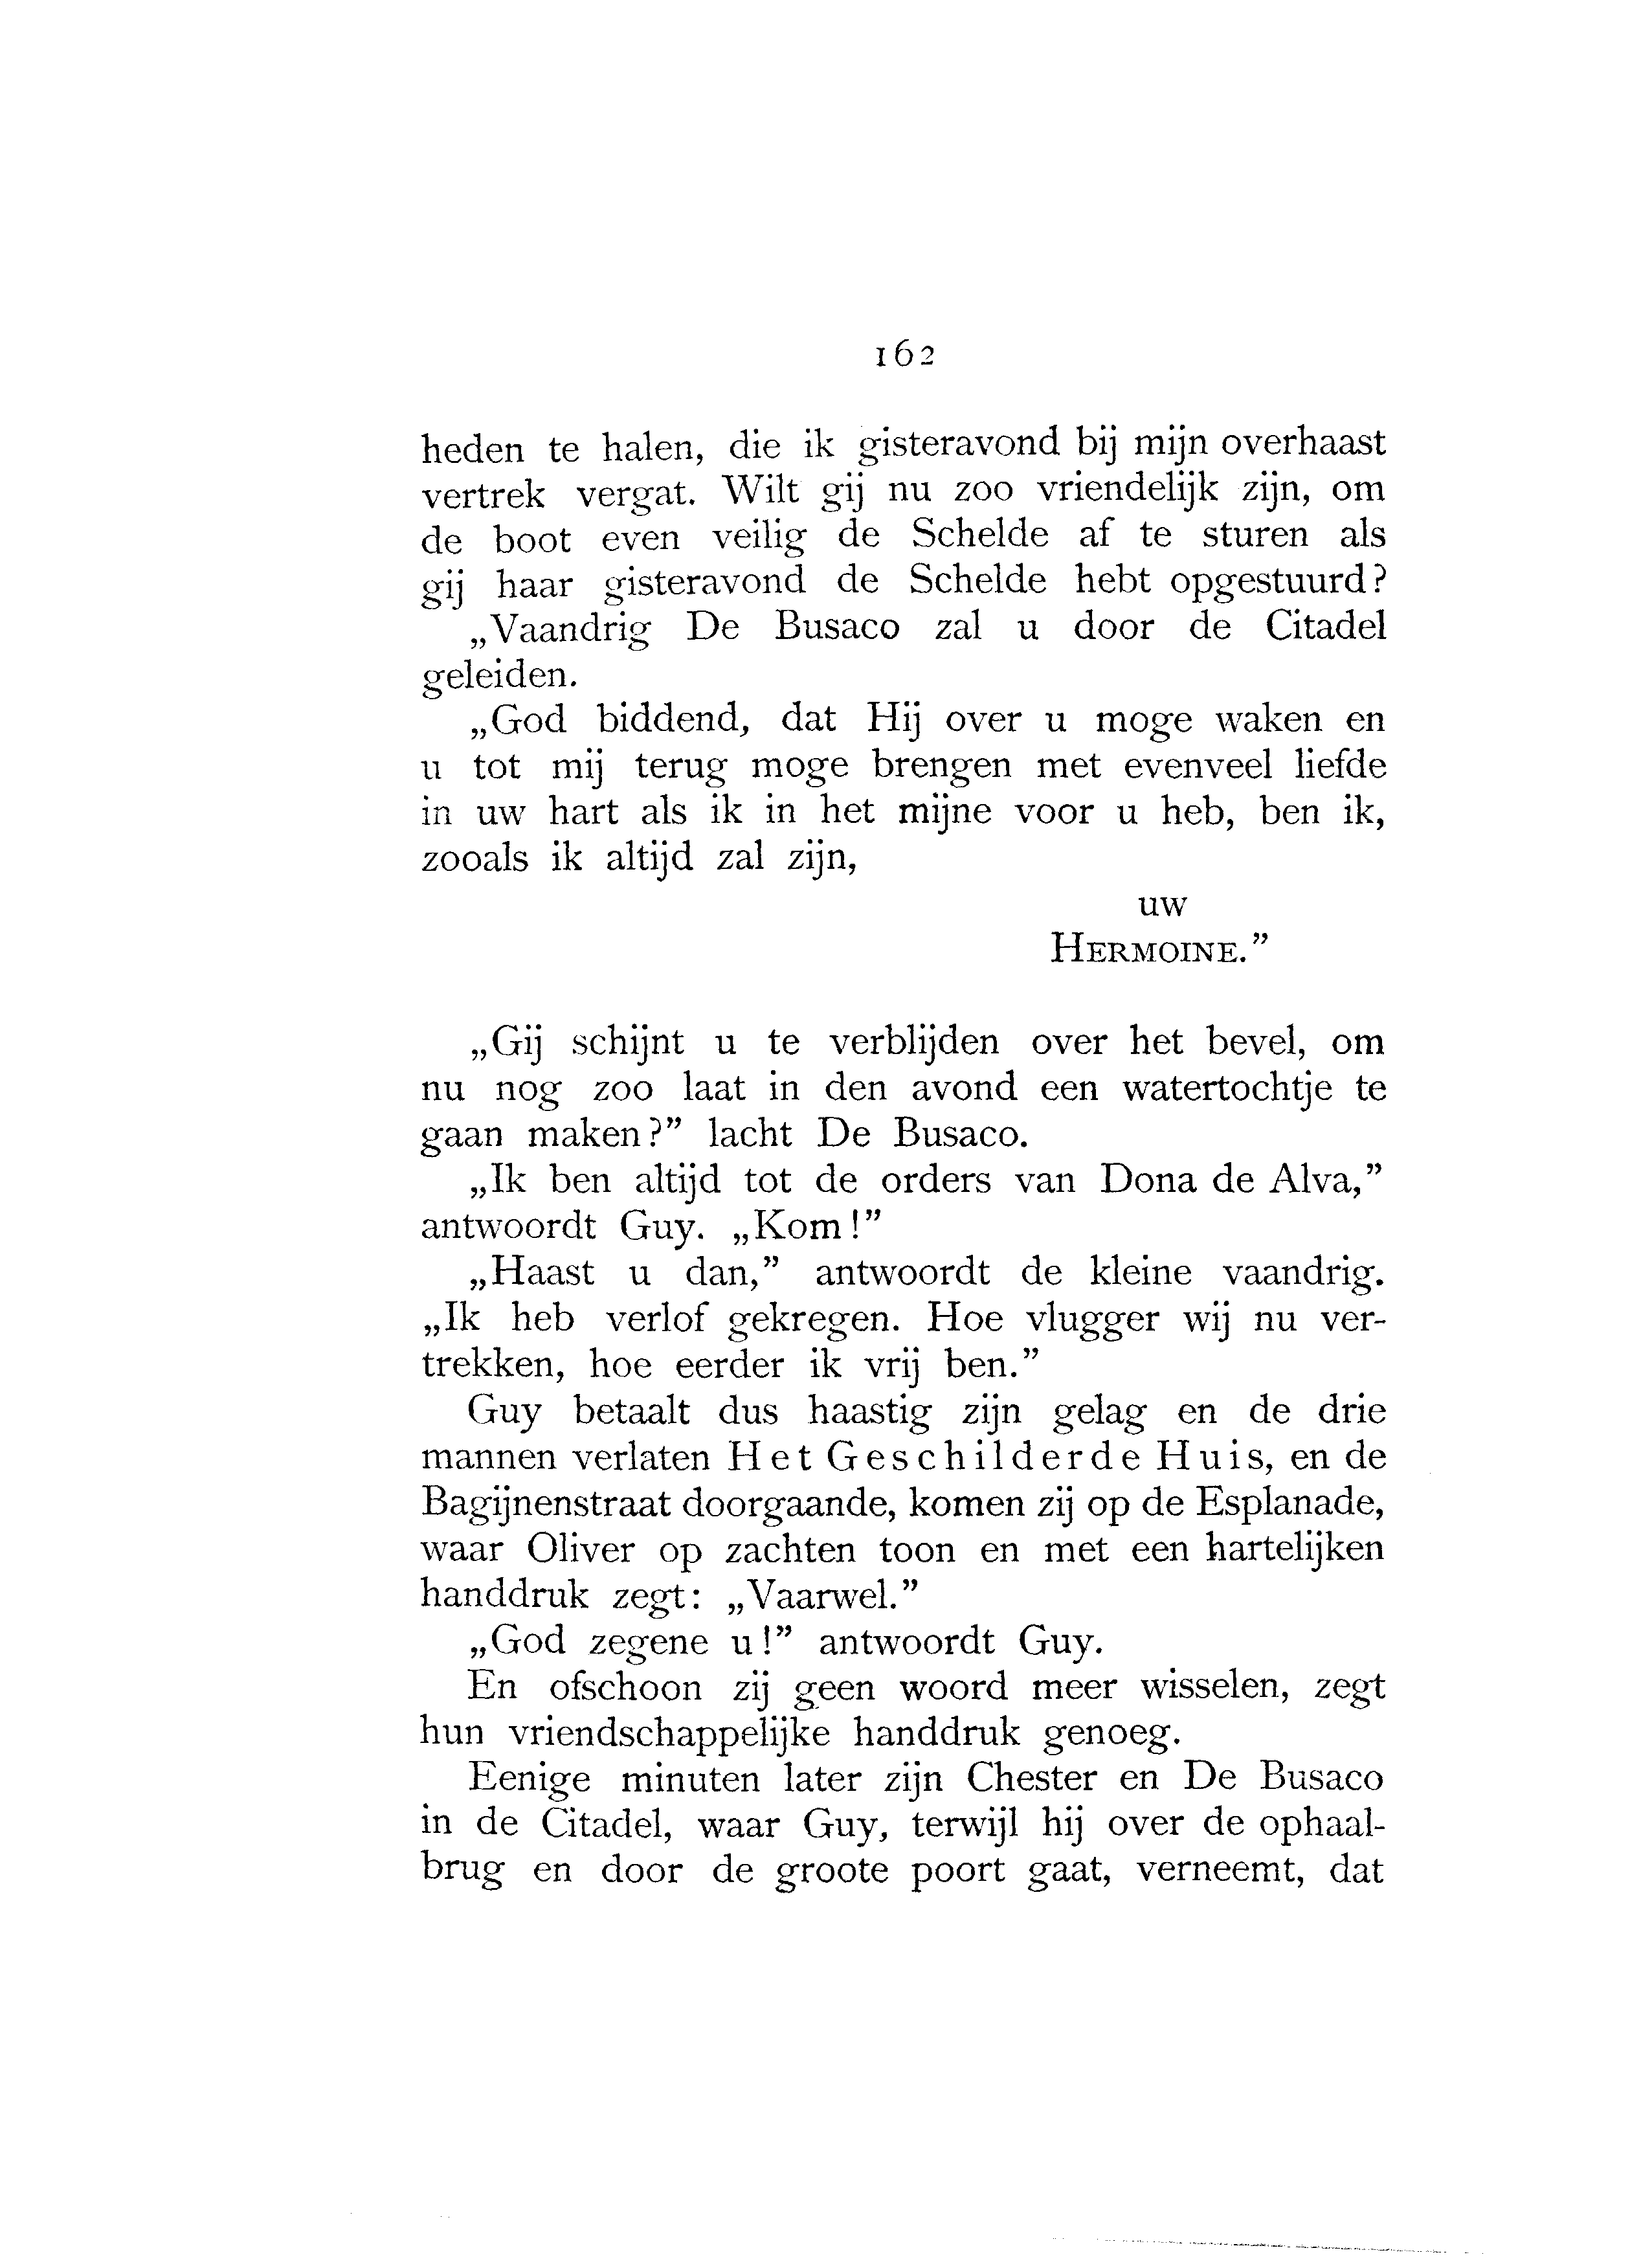 162
heden te halen, die ik gisteravond bij mijn overhaast
vertrek vergat. Wilt gij nu zoo vriendelijk zijn, om
de boot even veilig de Schelde af te sturen als
gij haar gisteravond de Schelde hebt opgestuurd?
„Vaandrig De Busaco zal u door de Citadel
geleiden.
„God biddend, dat Hij over u moge waken en
u tot mij terug moge brengen met evenveel liefde
in uw hart als ik in het mijne voor u heb, ben ik,
zooals ik altijd zal zijn,
uw
HERMOINE.”
„Gij schijnt u te verblijden over het bevel, om
nu nog zoo laat in den avond een watertochtje te
gaan maken?” lacht De Busaco.
„Ik ben altijd tot de orders van Dona de Alva,”
antwoordt Guy. „Kom!”
„Haast u dan,” antwoordt de kleine vaandrig.
„Ik heb verlof gekregen. Hoe vlugger wij nu ver-
trekken, hoe eerder ik vrij ben.”
Guy betaalt dus haastig zijn gelag en de drie
mannen verlaten Het Geschilderde Huis, en de
Bagijnenstraat doorgaande, komen zij op de Esplanade,
waar Oliver op zachten toon en met een hartelijken
handdruk zegt: „Vaarwel.”
„God zegene u!” antwoordt Guy.
En ofschoon zij geen woord meer wisselen, zegt
hun vriendschappelijke handdruk genoeg.
Eenige minuten later zijn Chester en De Busaco
in de Citadel, waar Guy, terwijl hij over de ophaal-
brug en door de groote poort gaat, verneemt, dat